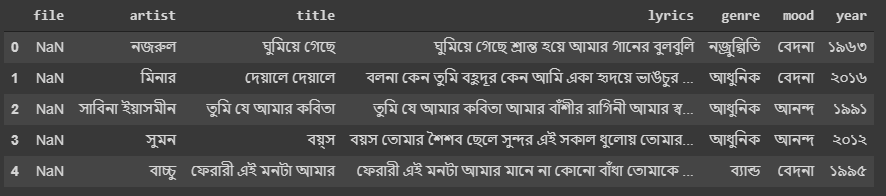 file artist title lyrics genre mood year
0 NaN নজরুল ঘুমিয়ে গেছে ঘুমিয়ে গেছে শ্রান্ত হয়ে আমার গানের বুলবুলি নজ্রুল্গিতি বেদনা ১৯৬৩
1 NaN মিনার দেয়ালে দেয়ালে বলনা কেন তুমি বহুদূর কেন আমি একা হৃদয়ে ভাঙচুর ... আধুনিক বেদনা ২০১৬
2 NaN সাবিনা ইয়াসমীন তুমি যে আমার কবিতা তুমি যে আমার কবিতা আমার বাঁশীর রাগিনী আমার স্ব... আধুনিক আনন্দ ১৯৯১
3 NaN সুমন বয়স বয়স তোমার শৈশব ছেলে সুন্দর এই সকাল ধুলোয় তোমার... আধুনিক আনন্দ ২০১২
4 NaN বাচ্চু ফেরারী এই মনটা আমার ফেরারী এই মনটা আমার মানে না কোনো বাঁধা তোমাকে ... ব্যান্ড বেদনা ১৯৯৫